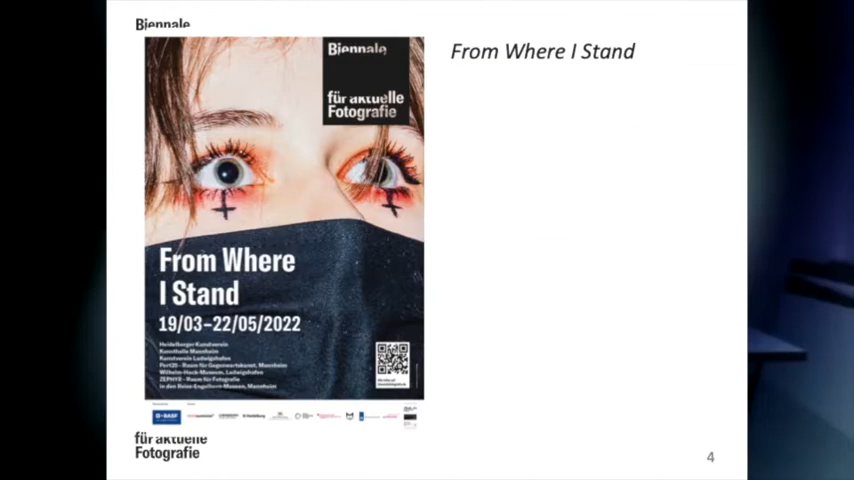 Biennale
From Where I Stand
Biennale
für aktuelle
Fotografie
From Where
I Stand
19/03–22/05/2022
Heidelberger Kunstverein
Kunsthalle Mannheim
Kunstverein Ludwigshafen
Port25 – Raum für Gegenwartskunst, Mannheim
Wilhelm-Hack-Museum, Ludwigshafen
ZEPHYR – Raum für Fotografie
in den Reiss-Engelhorn-Museen, Mannheim
BASF
für aktuelle
Fotografie
4